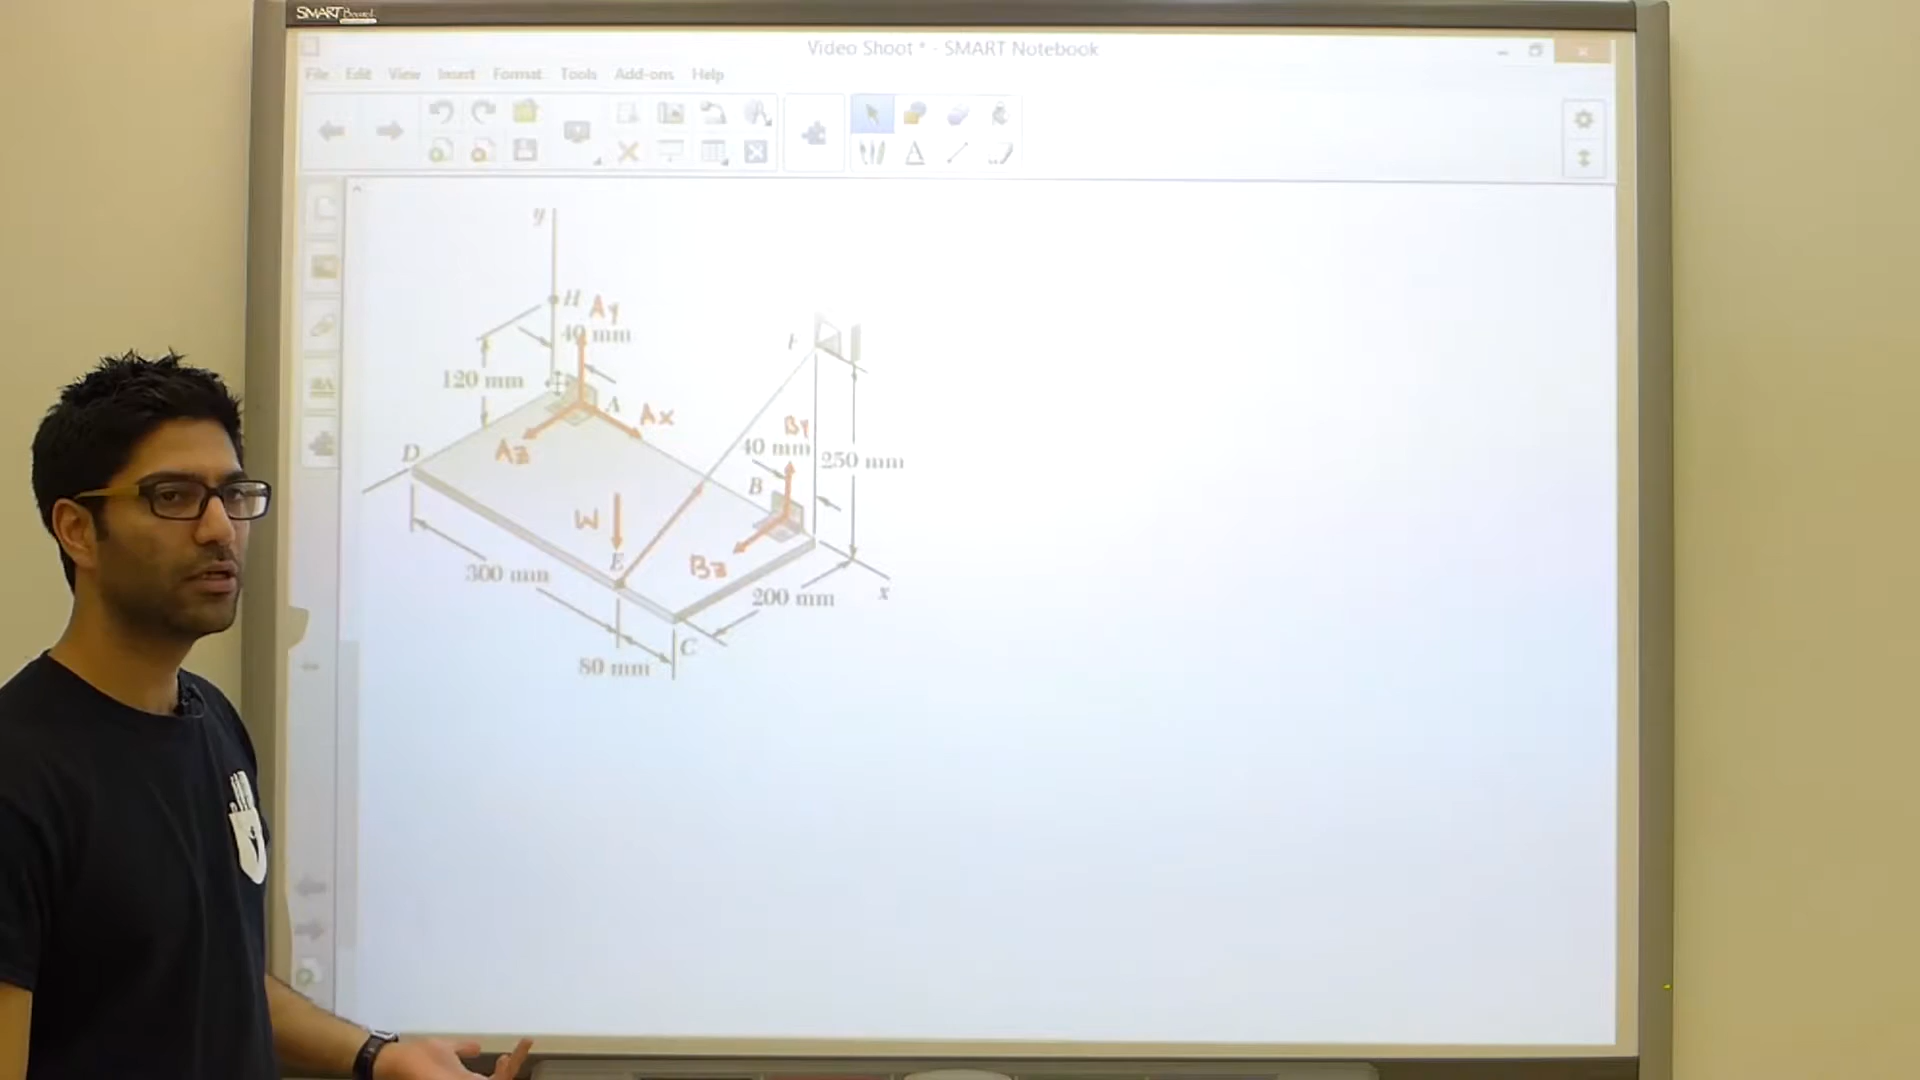 SMART Board
Video Shoot * - SMART Notebook
File Edit View Insert Format Tools Add-ons Help
y
H Ay
40 mm
F
120 mm
A Ax
By
Az
40 mm 250 mm
D
B
W
E
Bz
300 mm
200 mm x
C
80 mm